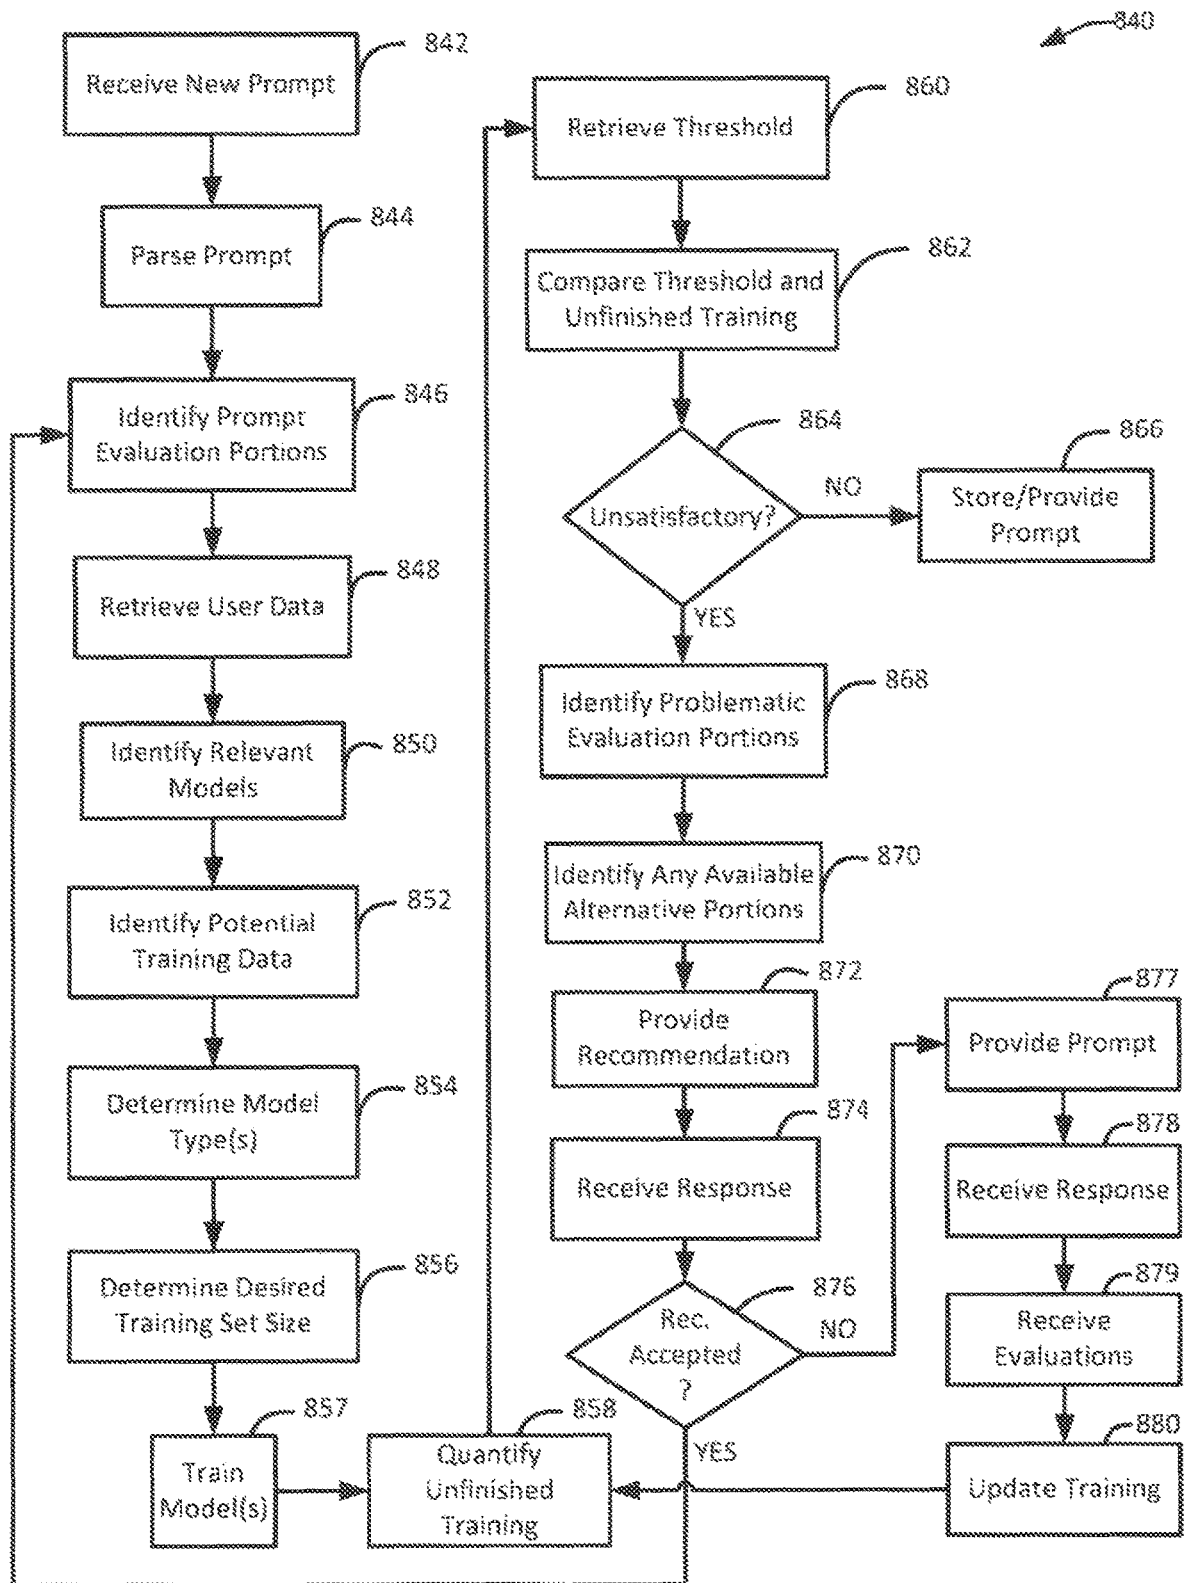 840
842
Receive New Prompt
844
Parse Prompt
846
Identify Prompt
Evaluation Portions
848
Retrieve User Data
850
Identify Relevant
Models
852
Identify Potential
Training Data
854
Determine Model
Type(s)
856
Determine Desired
Training Set Size
857
Train
Model(s)
858
Quantify
Unfinished
Training
860
Retrieve Threshold
862
Compare Threshold and
Unfinished Training
864
Unsatisfactory?
NO
866
Store/Provide
Prompt
YES
868
Identify Problematic
Evaluation Portions
870
Identify Any Available
Alternative Portions
872
Provide
Recommendation
874
Receive Response
876
Rec.
Accepted
?
NO
YES
877
Provide Prompt
878
Receive Response
879
Receive
Evaluations
880
Update Training